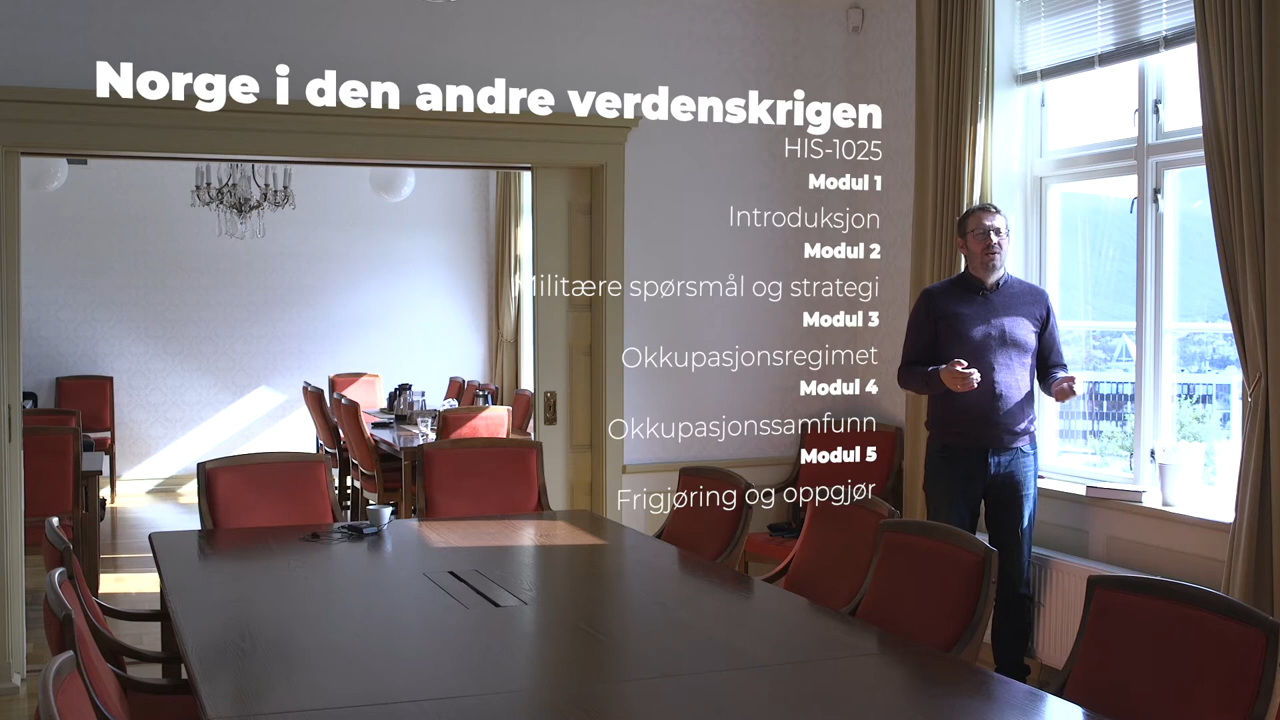 Norge i den andre verdenskrigen
HIS-1025
Modul 1
Introduksjon
Modul 2
Militære spørsmål og strategi
Modul 3
Okkupasjonsregimet
Modul 4
Okkupasjonssamfunn
Modul 5
Frigjøring og oppgjør